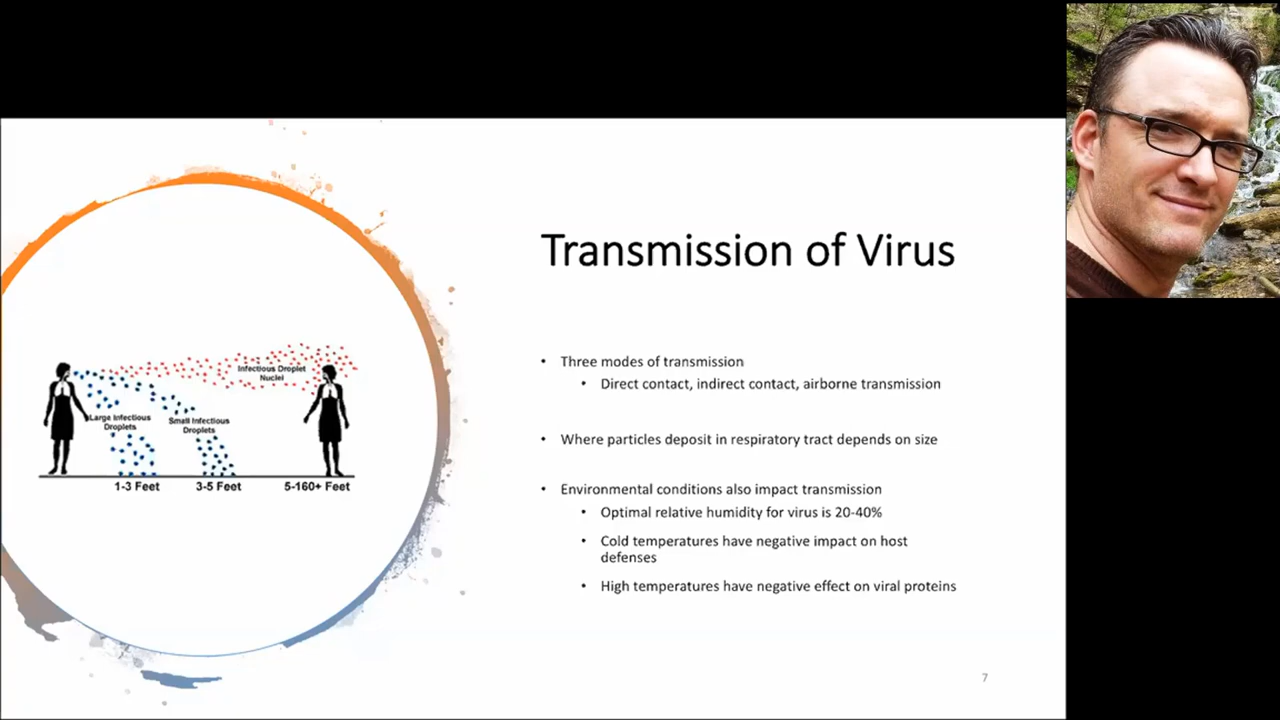 Transmission of Virus
Infectious Droplet
Nuclei
Large Infectious
Droplets
Small Infectious
Droplets
1-3 Feet
3-5 Feet
5-160+ Feet
• Three modes of transmission
• Direct contact, indirect contact, airborne transmission
• Where particles deposit in respiratory tract depends on size
• Environmental conditions also impact transmission
• Optimal relative humidity for virus is 20-40%
• Cold temperatures have negative impact on host
defenses
• High temperatures have negative effect on viral proteins
7